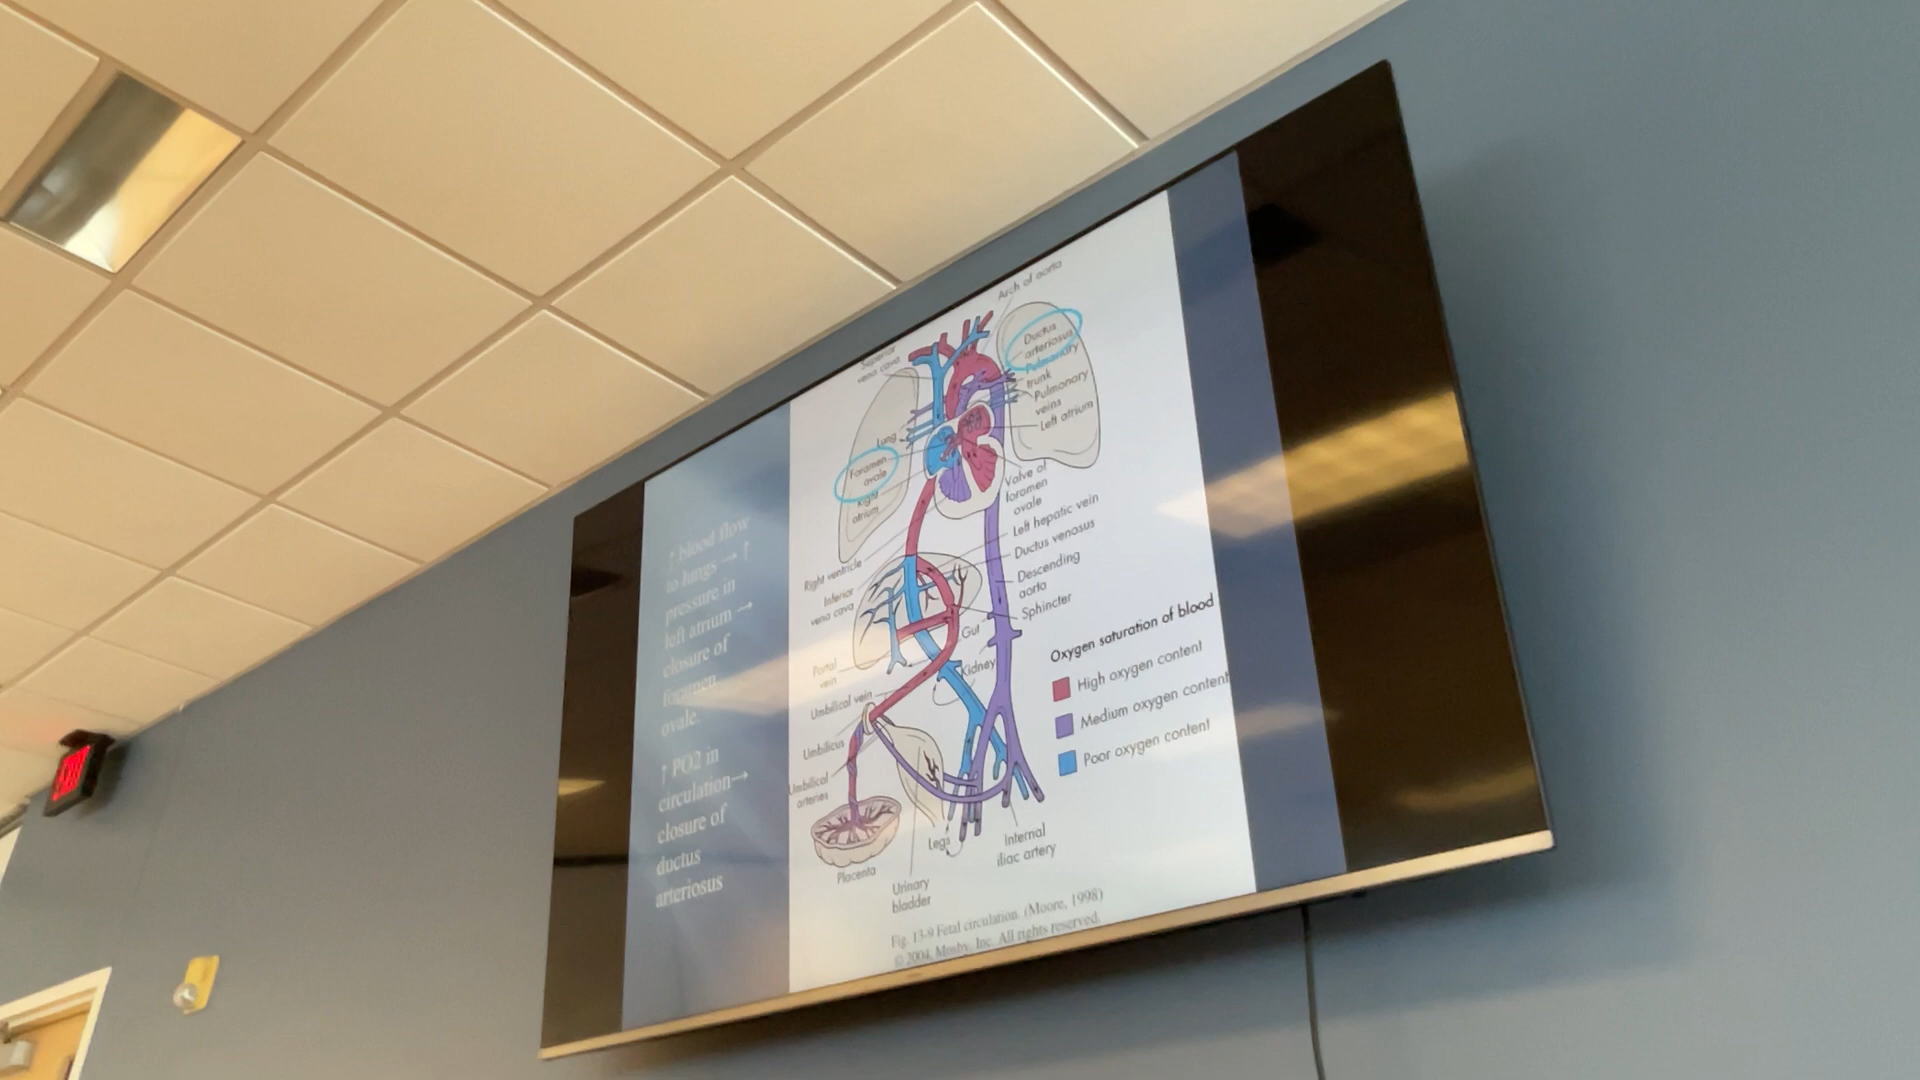 ↑ blood flow
to lungs → ↑
pressure in
left atrium →
closure of
foramen
ovale.
↑ PO2 in
circulation→
closure of
ductus
arteriosus
Arch of aorta
Superior
vena cava
Ductus
arteriosus
Pulmonary
trunk
Pulmonary
veins
Left atrium
Lung
Foramen
ovale
Right
atrium
Valve of
foramen
ovale
Left hepatic vein
Ductus venosus
Right ventricle
Descending
aorta
Inferior
vena cava
Sphincter
Gut
Portal
vein
Kidney
Umbilical vein
Umbilicus
Umbilical
arteries
Oxygen saturation of blood
High oxygen content
Medium oxygen content
Poor oxygen content
Legs
Internal
iliac artery
Placenta
Urinary
bladder
Fig. 13-9 Fetal circulation. (Moore, 1998)
© 2004, Mosby, Inc. All rights reserved.